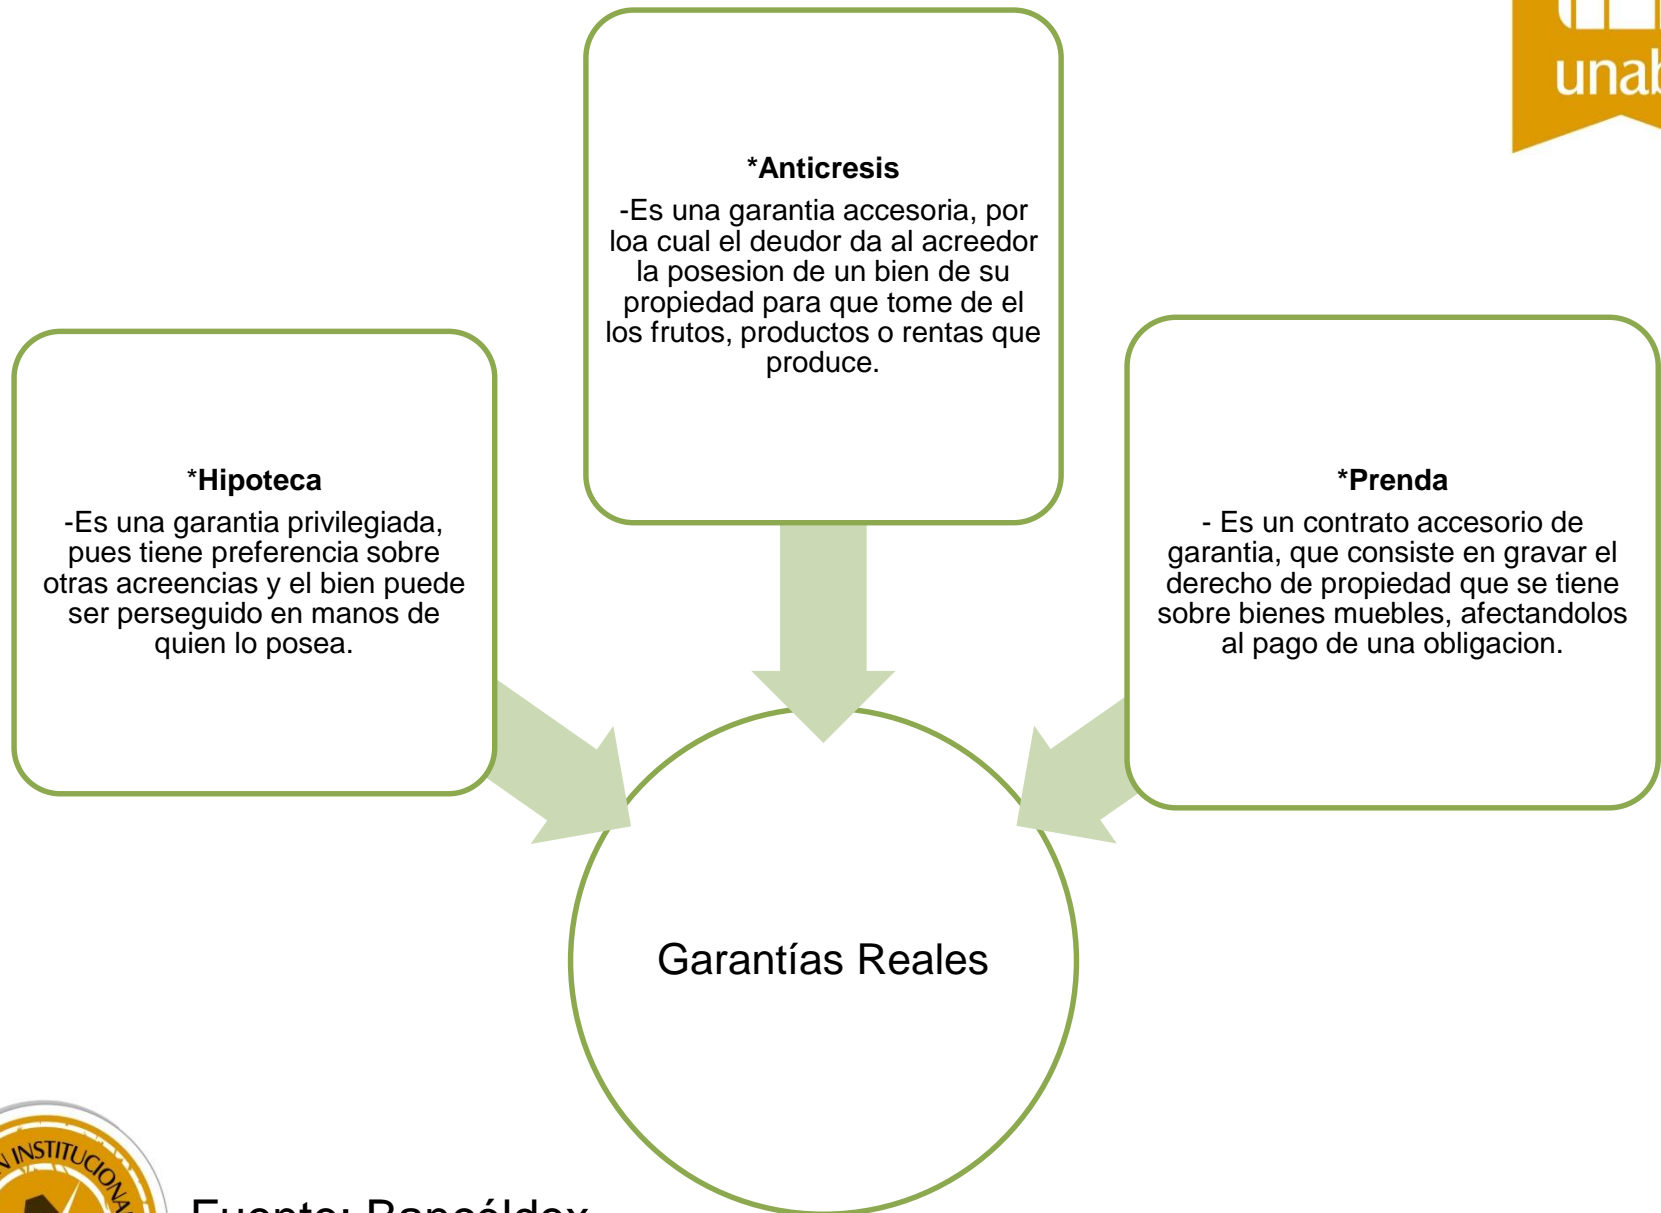 *Anticresis
-Es una garantia accesoria, por
loa cual el deudor da al acreedor
la posesion de un bien de su
propiedad para que tome de el
los frutos, productos o rentas que
produce.
*Hipoteca
-Es una garantia privilegiada,
pues tiene preferencia sobre
otras acreencias y el bien puede
ser perseguido en manos de
quien lo posea.
*Prenda
- Es un contrato accesorio de
garantia, que consiste en gravar el
derecho de propiedad que se tiene
sobre bienes muebles, afectandolos
al pago de una obligacion.
Garantías Reales
Fuente: Bancóldex